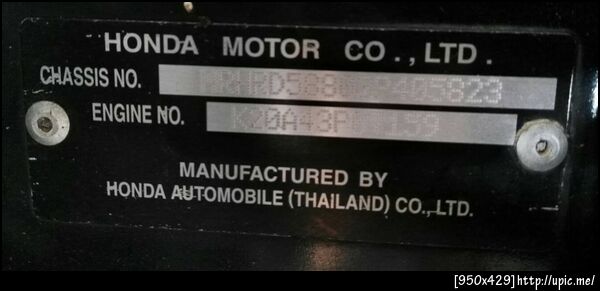 HONDA MOTOR CO., LTD.
CHASSIS NO.
ENGINE NO.
MANUFACTURED BY
HONDA AUTOMOBILE (THAILAND) CO., LTD.
[950x429]http://upic.me/